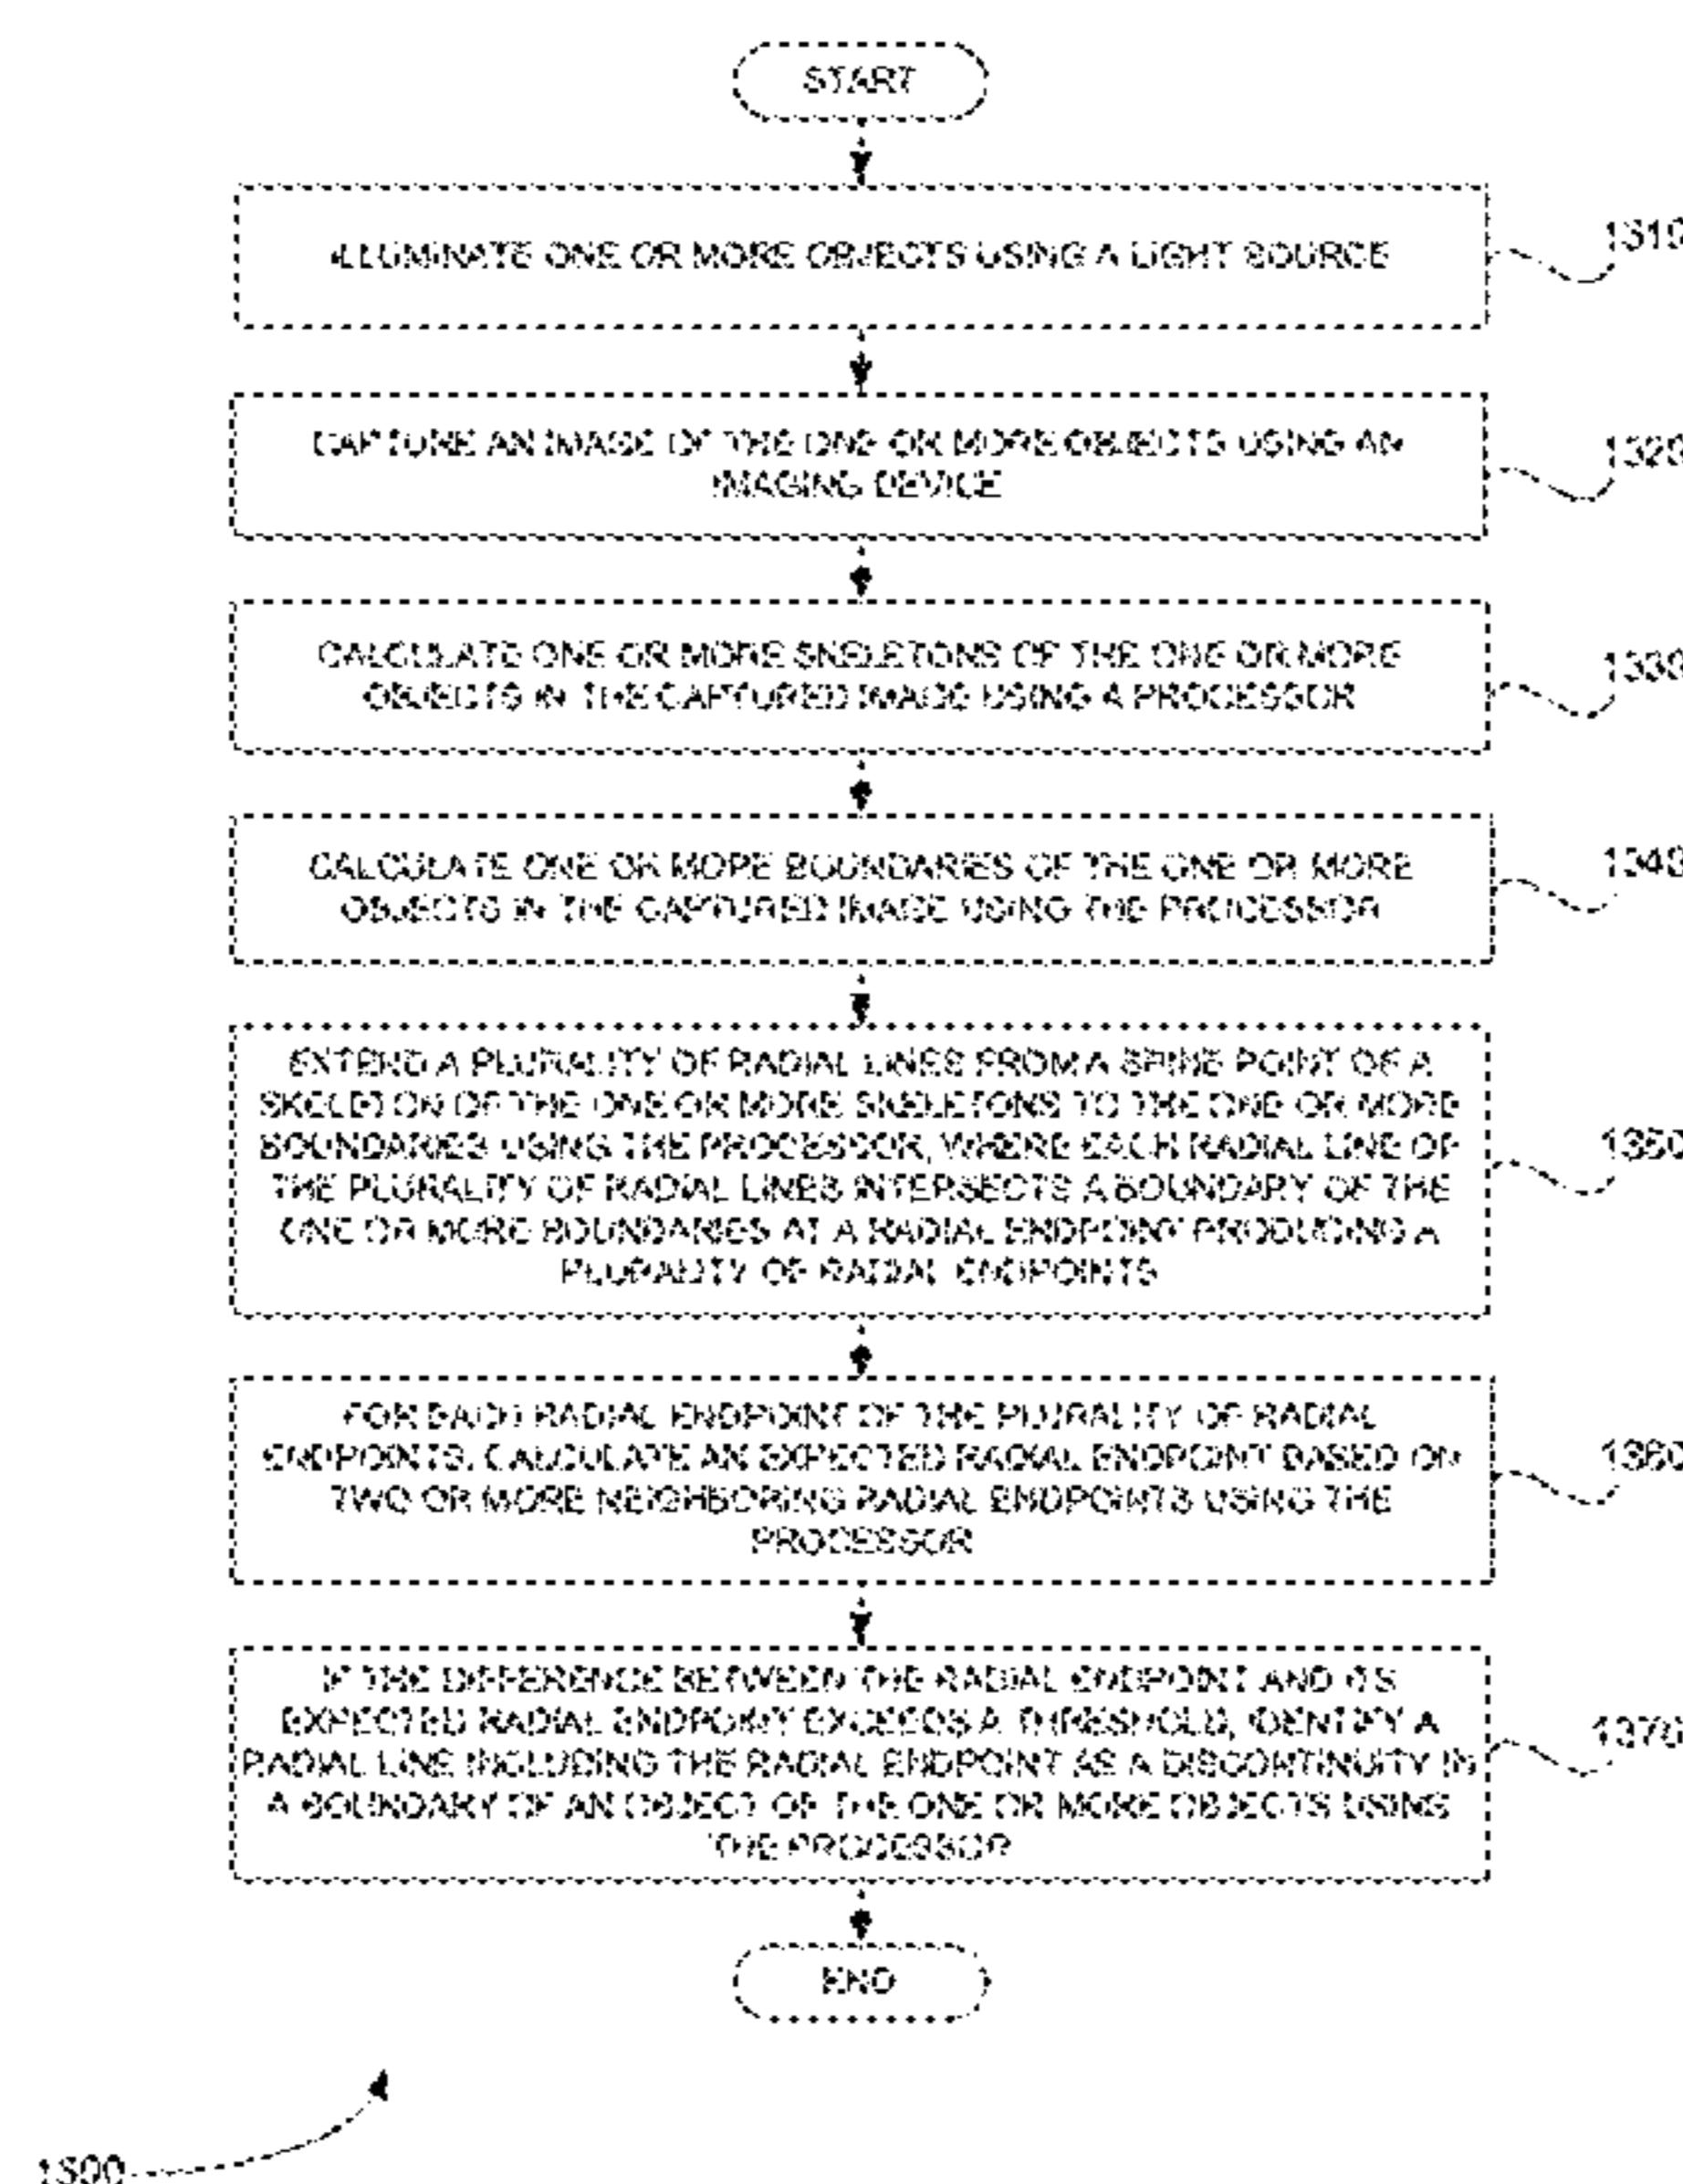 START
ILLUMINATE ONE OR MORE OBJECTS USING A LIGHT SOURCE
1310
CAPTURE AN IMAGE OF THE ONE OR MORE OBJECTS USING AN
IMAGING DEVICE
1320
CALCULATE ONE OR MORE SKELETONS OF THE ONE OR MORE
OBJECTS IN THE CAPTURED IMAGE USING A PROCESSOR
1330
CALCULATE ONE OR MORE BOUNDARIES OF THE ONE OR MORE
OBJECTS IN THE CAPTURED IMAGE USING THE PROCESSOR
1340
EXTEND A PLURALITY OF RADIAL LINES FROM A SPINE POINT OF A
SKELETON OF THE ONE OR MORE SKELETONS TO THE ONE OR MORE
BOUNDARIES USING THE PROCESSOR, WHERE EACH RADIAL LINE OF
THE PLURALITY OF RADIAL LINES INTERSECTS A BOUNDARY OF THE
ONE OR MORE BOUNDARIES AT A RADIAL ENDPOINT PRODUCING A
PLURALITY OF RADIAL ENDPOINTS
1350
FOR EACH RADIAL ENDPOINT OF THE PLURALITY OF RADIAL
ENDPOINTS, CALCULATE AN EXPECTED RADIAL ENDPOINT BASED ON
TWO OR MORE NEIGHBORING RADIAL ENDPOINTS USING THE
PROCESSOR
1360
IF THE DIFFERENCE BETWEEN THE RADIAL ENDPOINT AND ITS
EXPECTED RADIAL ENDPOINT EXCEEDS A THRESHOLD, IDENTIFY A
RADIAL LINE INCLUDING THE RADIAL ENDPOINT AS A DISCONTINUITY IN
A BOUNDARY OF AN OBJECT OF THE ONE OR MORE OBJECTS USING
THE PROCESSOR
1370
END
1300